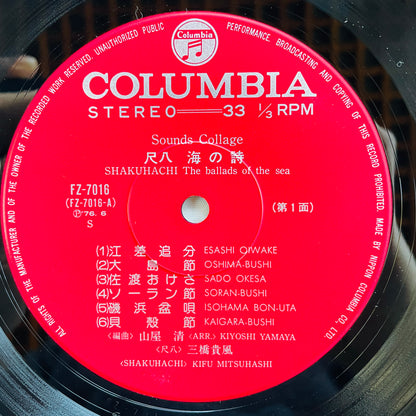 Columbia
COLUMBIA
STEREO—33 1/3 RPM
Sounds Collage
尺八 海の詩
SHAKUHACHI The ballads of the sea
FZ-7016
(FZ-7016-A)
Ⓟ'76.6
S
(第1面)
(1)江差追分 ESASHI OIWAKE
(2)大島節 OSHIMA-BUSHI
(3)佐渡おけさ SADO OKESA
(4)ソーラン節 SORAN-BUSHI
(5)磯浜盆唄 ISOHAMA BON-UTA
(6)貝殻節 KAIGARA-BUSHI
<編曲>山屋 清 <ARR.> KIYOSHI YAMAYA
<尺八>三橋貴風
<SHAKUHACHI> KIFU MITSUHASHI
ALL RIGHTS OF THE MANUFACTURER AND OF THE OWNER OF THE RECORDED WORK RESERVED. UNAUTHORIZED PUBLIC PERFORMANCE, BROADCASTING AND COPYING OF THIS RECORD PROHIBITED. MADE BY NIPPON COLUMBIA CO., LTD.